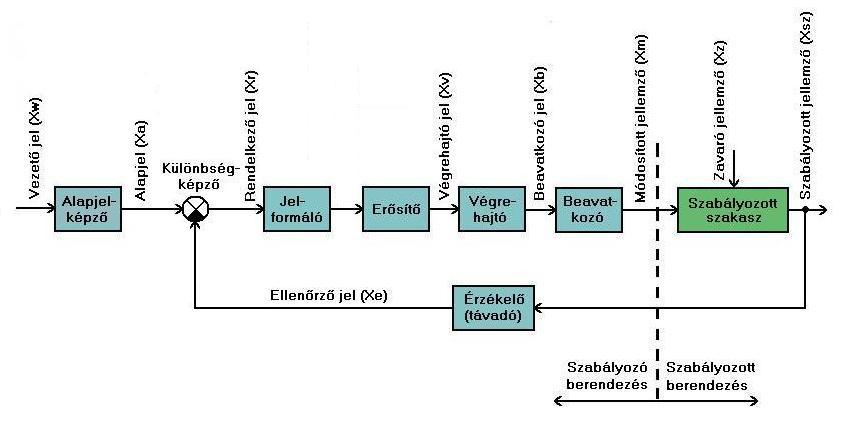 Vezető jel (Xw)
Alapjel (Xa)
Különbség-
képző
Rendelkező jel (Xr)
Végrehajtó jel (Xv)
Beavatkozó jel (Xb)
Módosított jellemző (Xm)
Zavaró jellemző (Xz)
Szabályozott jellemző (Xsz)
Alapjel-
képző
Jel-
formáló
Erősítő
Végre-
hajtó
Beavat-
kozó
Szabályozott
szakasz
Ellenőrző jel (Xe)
Érzékelő
(távadó)
Szabályozó
berendezés
Szabályozott
berendezés